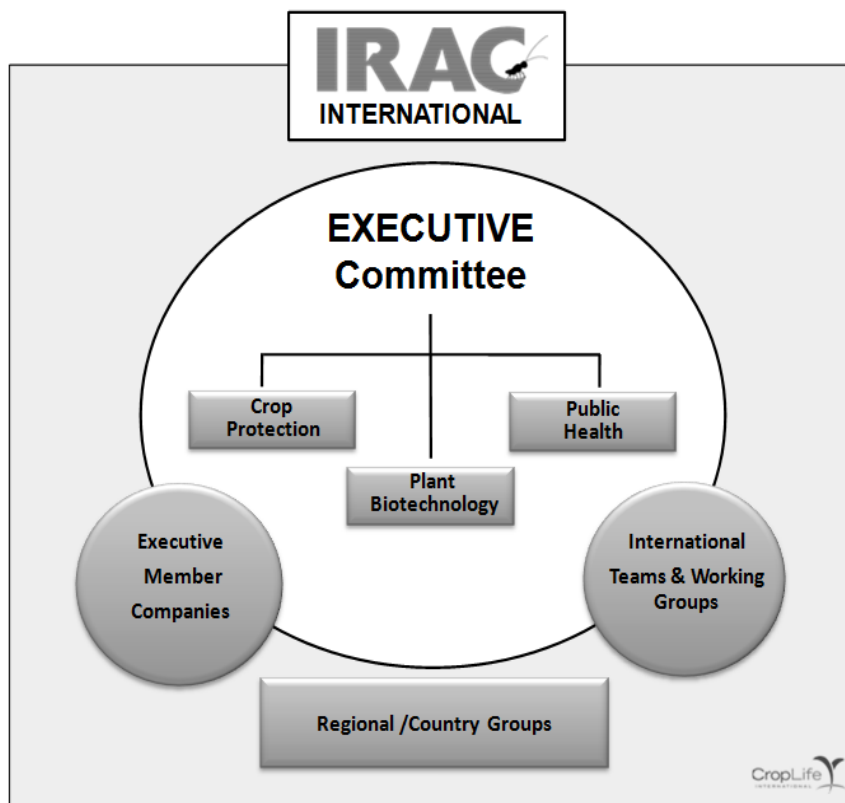 IRAC
INTERNATIONAL
EXECUTIVE
Committee
Crop
Protection
Public
Health
Plant
Biotechnology
Executive
Member
Companies
International
Teams & Working
Groups
Regional /Country Groups
CropLife
INTERNATIONAL